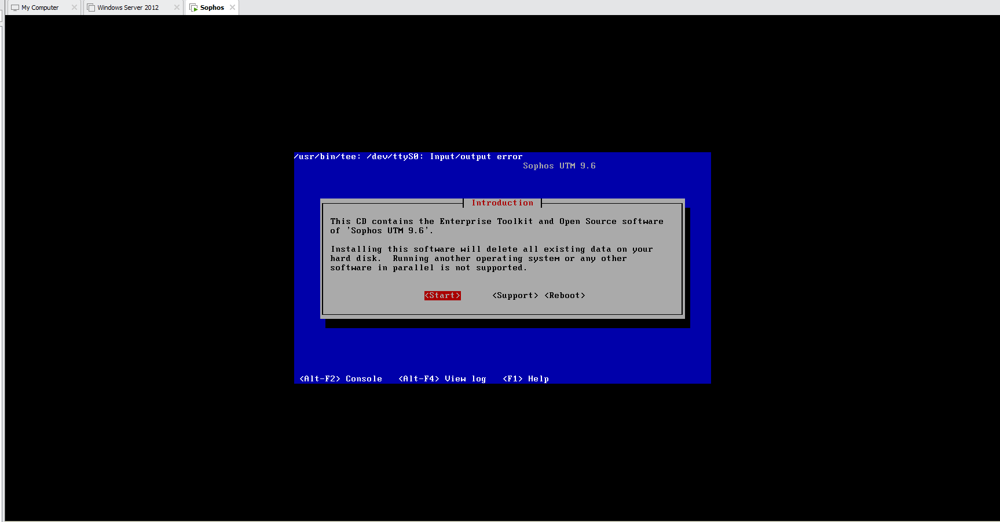 My Computer
Windows Server 2012
Sophos
/usr/bin/tee: /dev/ttyS0: Input/output error
Sophos UTM 9.6
Introduction
This CD contains the Enterprise Toolkit and Open Source software
of 'Sophos UTM 9.6'.
Installing this software will delete all existing data on your
hard disk.  Running another operating system or any other
software in parallel is not supported.
<Start> <Support> <Reboot>
<Alt-F2> Console <Alt-F4> View log <F1> Help